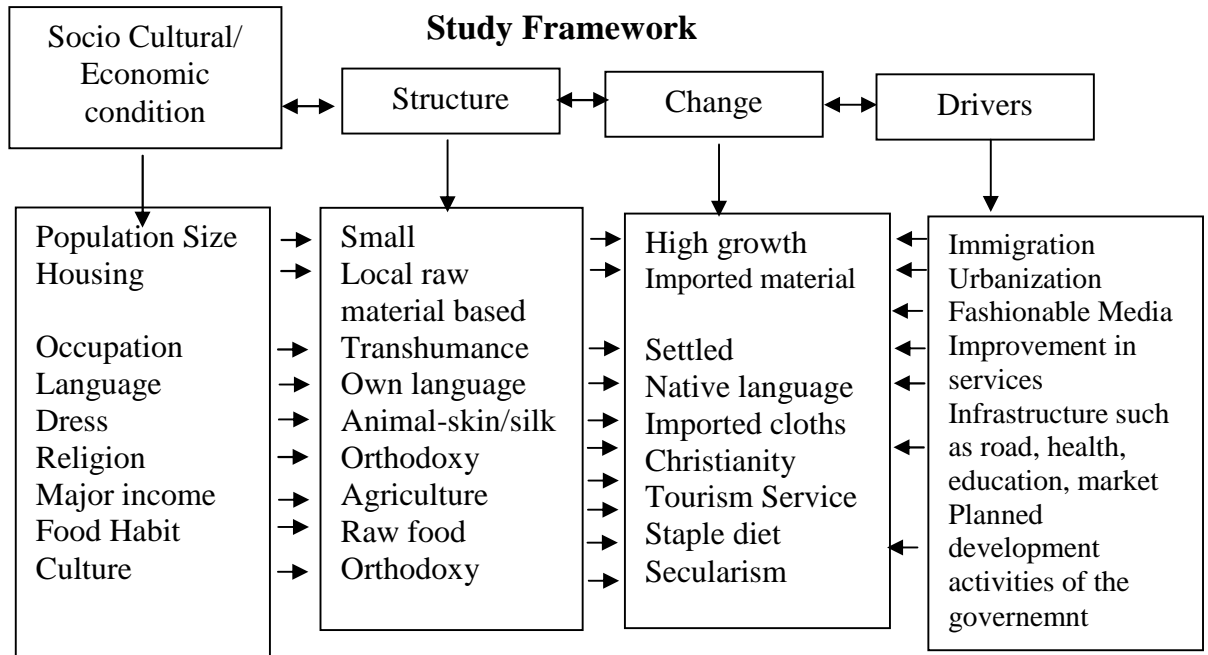 Study Framework
Socio Cultural/
Economic
condition
Structure
Change
Drivers
Population Size
Housing
Occupation
Language
Dress
Religion
Major income
Food Habit
Culture
Small
Local raw
material based
Transhumance
Own language
Animal-skin/silk
Orthodoxy
Agriculture
Raw food
Orthodoxy
High growth
Imported material
Settled
Native language
Imported cloths
Christianity
Tourism Service
Staple diet
Secularism
Immigration
Urbanization
Fashionable Media
Improvement in
services
Infrastructure such
as road, health,
education, market
Planned
development
activities of the
governemnt